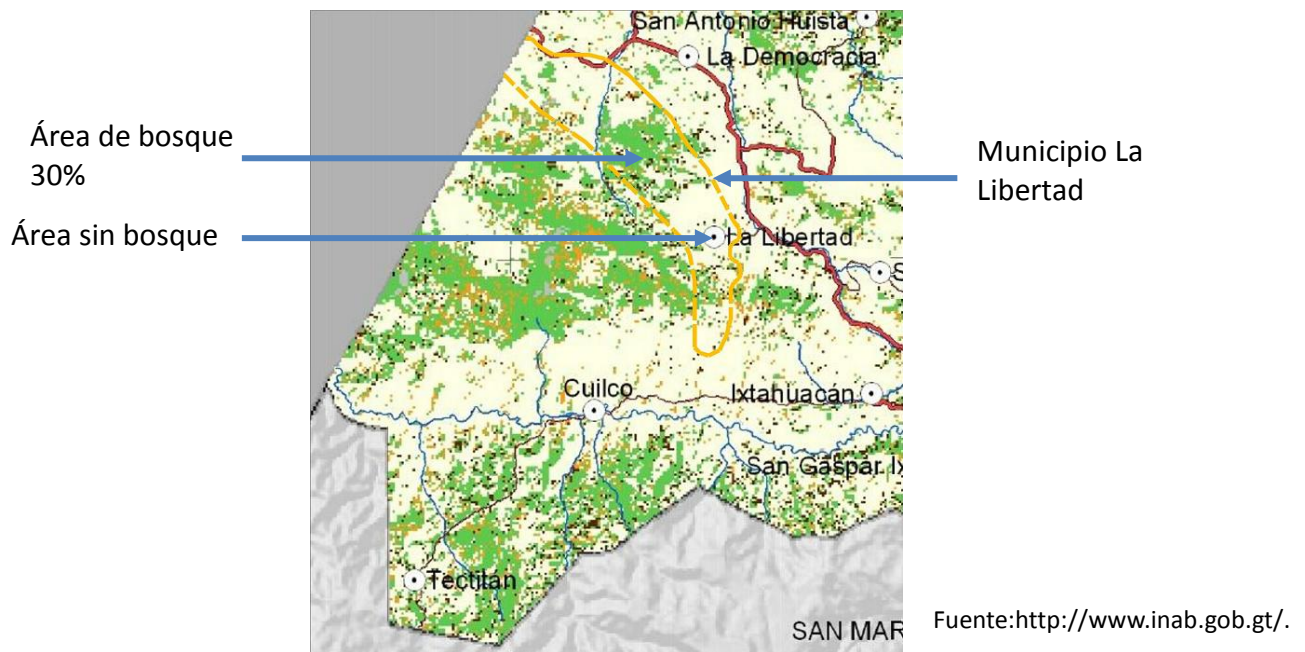 San Antonio Huista
La Democracia
Área de bosque
30%
Municipio La
Libertad
Área sin bosque
La Libertad
S
Cuilco
Ixtahuacán
San Gaspar Ix
Tectitan
SAN MAR
Fuente:http://www.inab.gob.gt/.